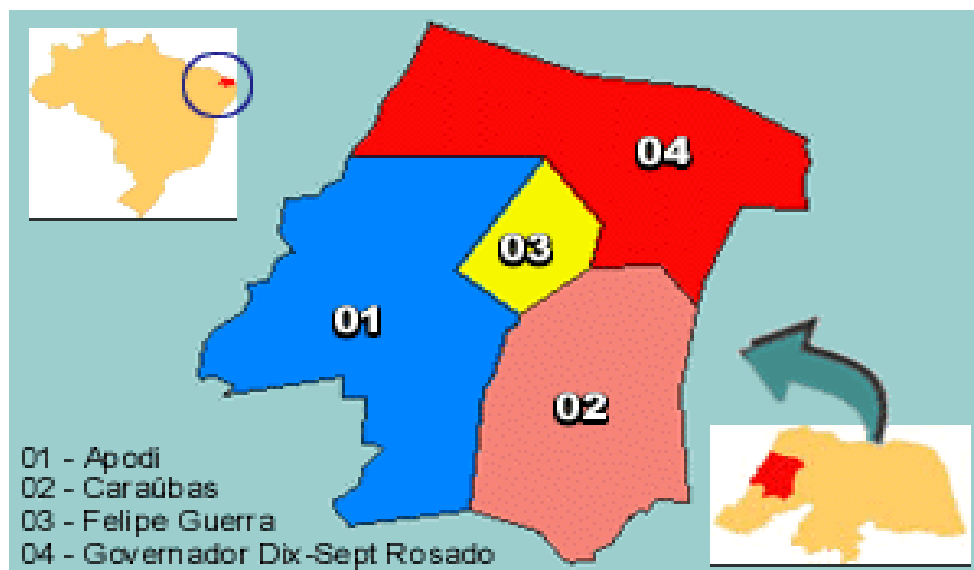 04
03
01
02
01 - Apodi
02 - Caraúbas
03 - Felipe Guerra
04 - Governador Dix-Sept Rosado